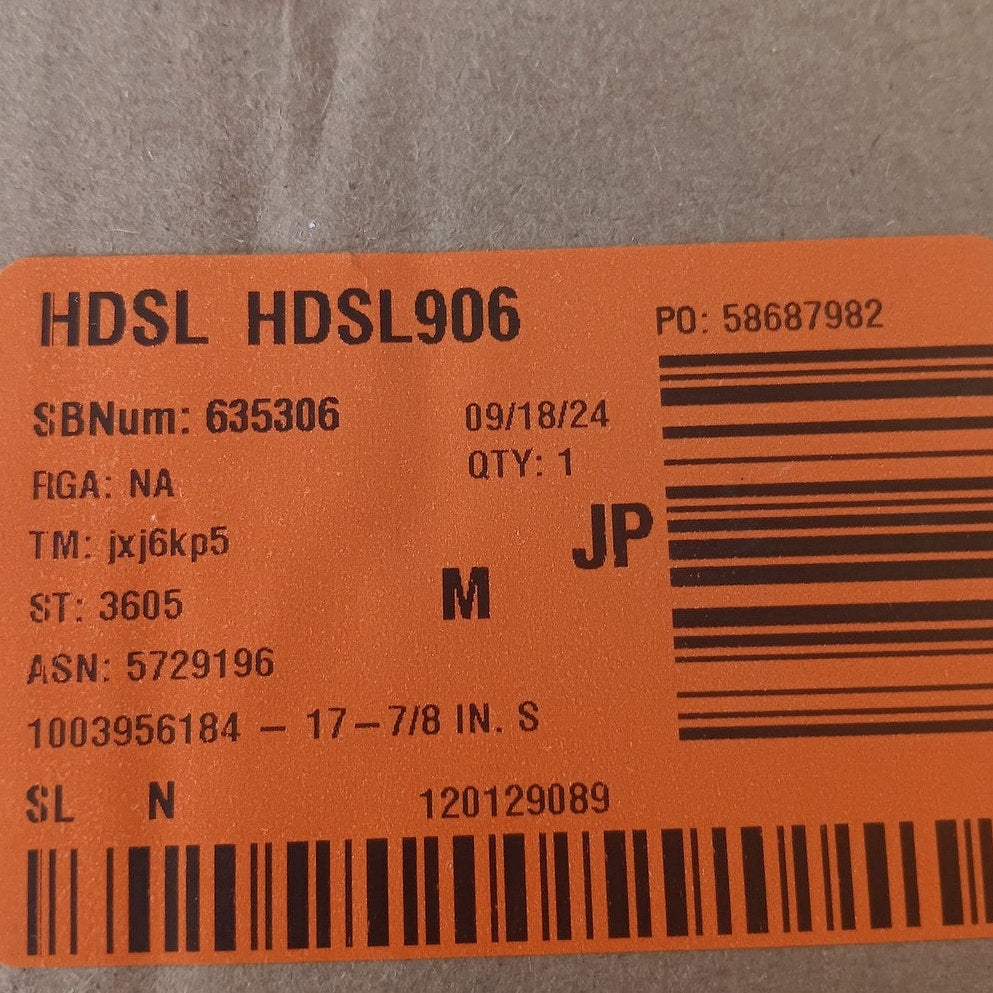 HDSL HDSL906
PO: 58687982
SBNum: 635306
09/18/24
RGA: NA
QTY: 1
TM: jxj6kp5
JP
ST: 3605
M
ASN: 5729196
1003956184 - 17-7/8 IN. S
SL N
120129089